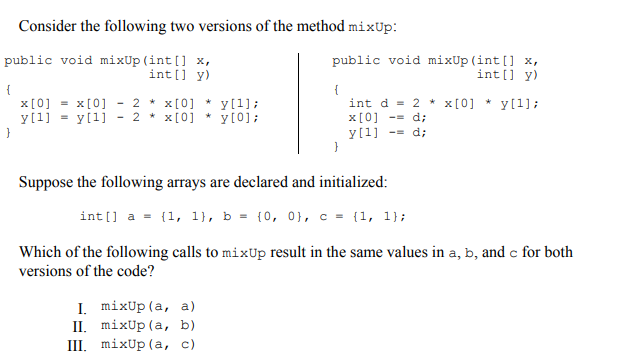 Consider the following two versions of the method mixUp:
public void mixUp(int[] x,
int[] y)
{
x[0] = x[0] - 2 * x[0] * y[1];
y[1] = y[1] - 2 * x[0] * y[0];
}
public void mixUp(int[] x,
int[] y)
{
int d = 2 * x[0] * y[1];
x[0] -= d;
y[1] -= d;
}
Suppose the following arrays are declared and initialized:
int[] a = {1, 1}, b = {0, 0}, c = {1, 1};
Which of the following calls to mixUp result in the same values in a, b, and c for both
versions of the code?
I. mixUp(a, a)
II. mixUp(a, b)
III. mixUp(a, c)